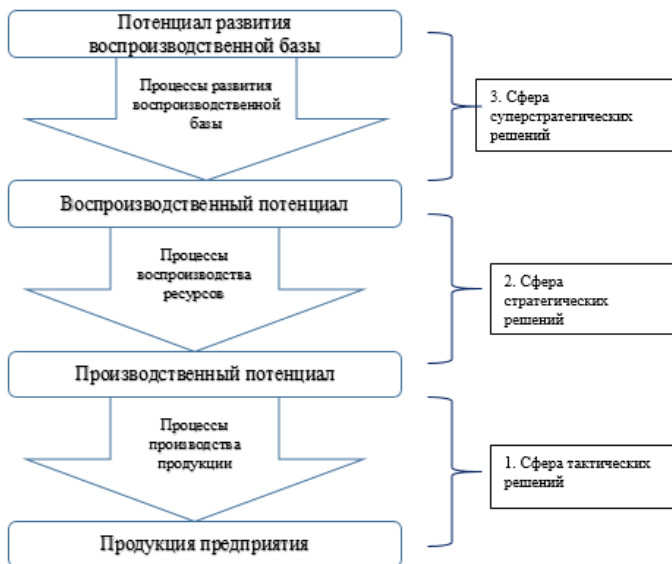 Потенциал развития
воспроизводственной базы
Процессы развития
воспроизводственной
базы
3. Сфера
суперстратегических
решений
Воспроизводственный потенциал
Процессы
воспроизводства
ресурсов
2. Сфера
стратегических
решений
Производственный потенциал
Процессы
производства
продукции
1. Сфера тактических
решений
Продукция предприятия